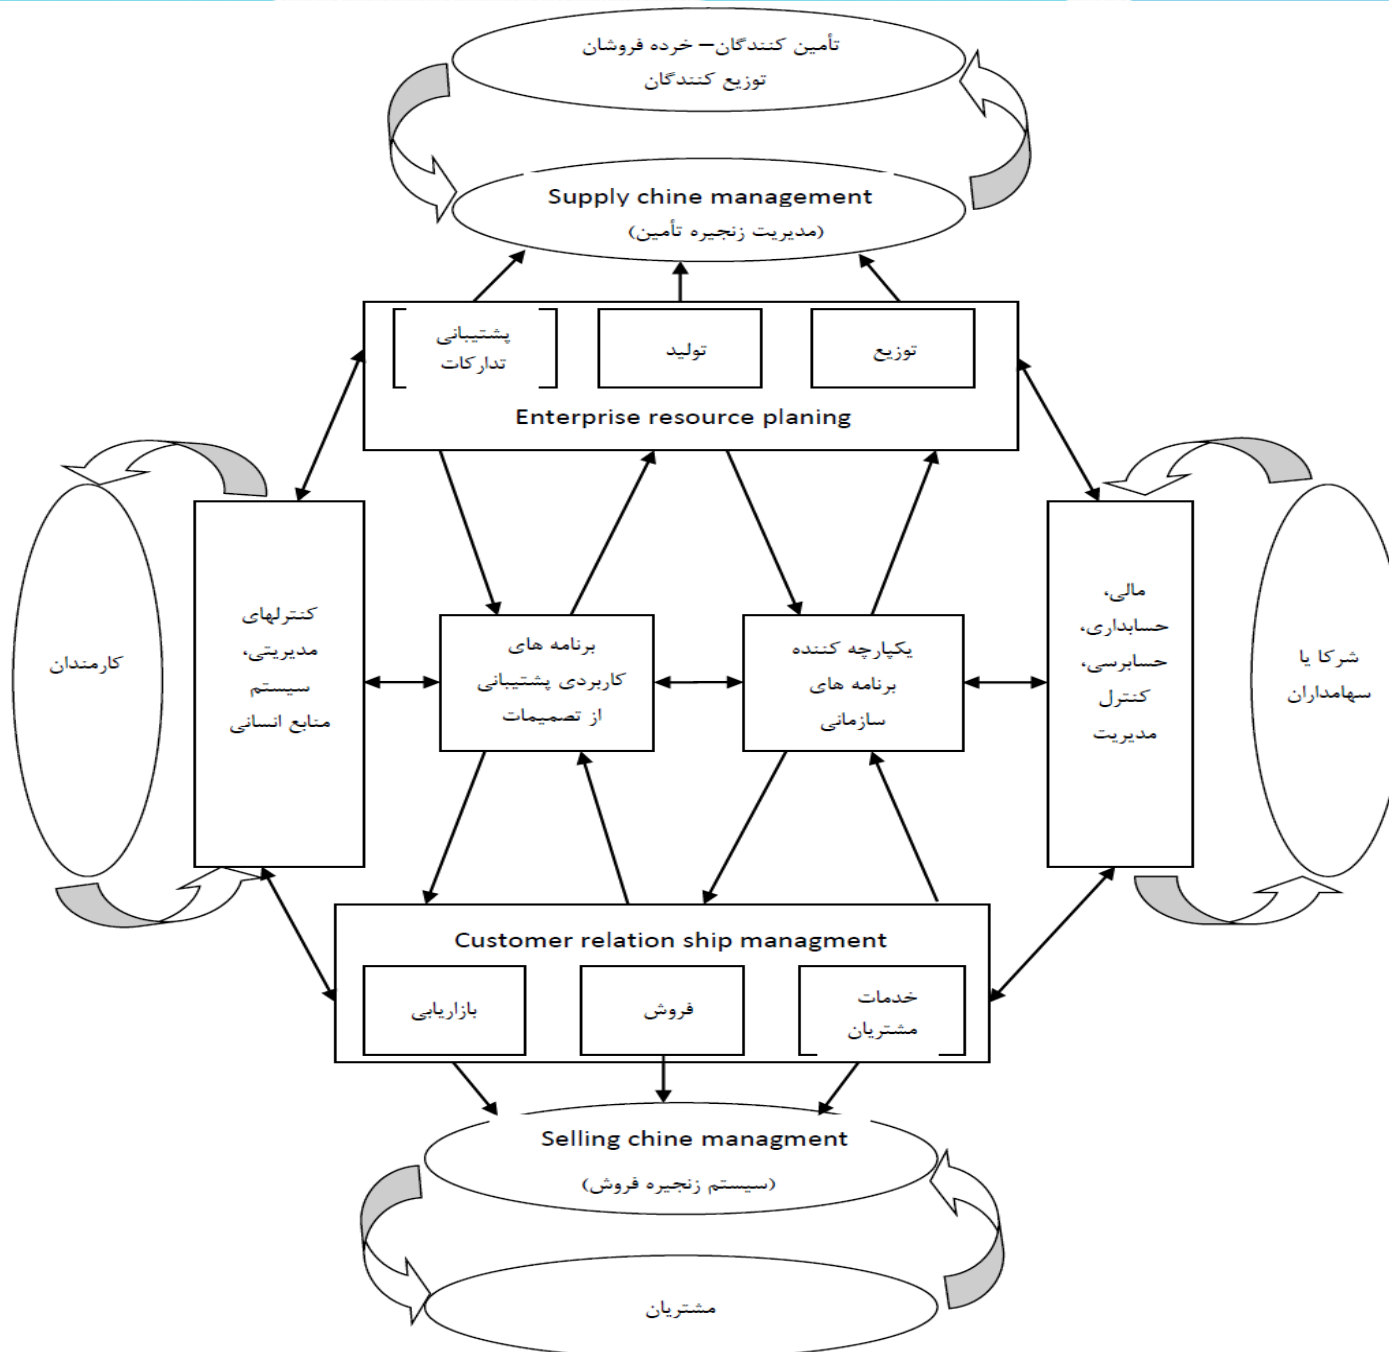 تأمین کنندگان– خرده فروشان
توزیع کنندگان
Supply chine management
(مدیریت زنجیره تأمین)
پشتیبانی
تدارکات
تولید
توزیع
Enterprise resource planing
کارمندان
کنترلهای
مدیریتی،
سیستم
منابع انسانی
برنامه های
کاربردی پشتیبانی
از تصمیمات
یکپارچه کننده
برنامه های
سازمانی
مالی،
حسابداری،
حسابرسی،
کنترل
مدیریت
شرکا یا
سهامداران
Customer relation ship managment
بازاریابی
فروش
خدمات
مشتریان
Selling chine managment
(سیستم زنجیره فروش)
مشتریان